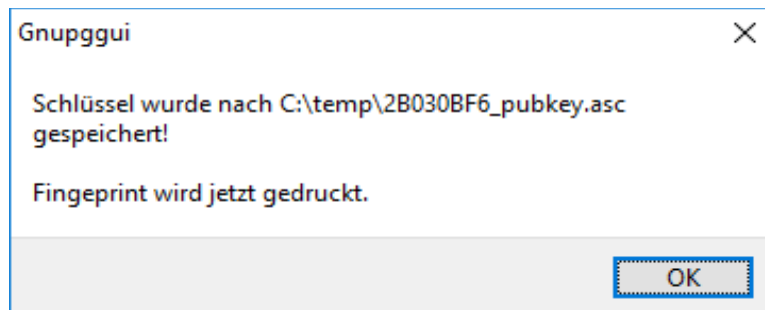 Gnupggui
Schlüssel wurde nach C:\temp\2B030BF6_pubkey.asc
gespeichert!
Fingeprint wird jetzt gedruckt.
OK